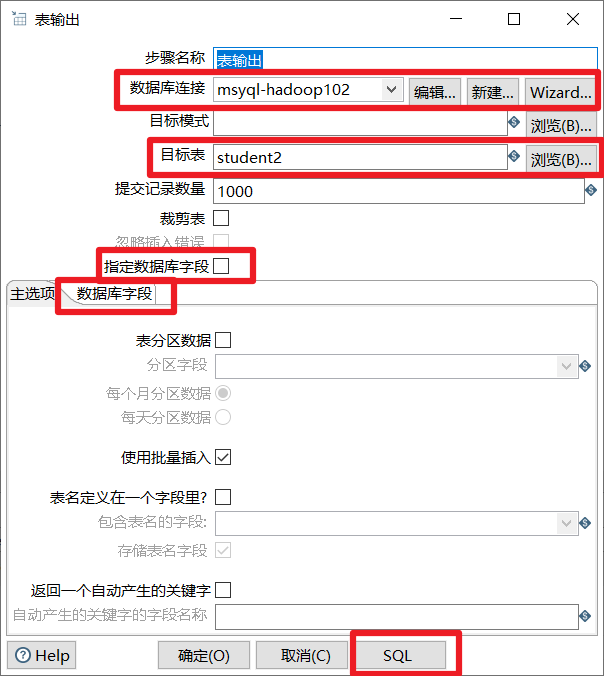 表输出
步骤名称 表输出
数据库连接 msyql-hadoop102 编辑... 新建... Wizard...
目标模式 浏览(B)...
目标表 student2 浏览(B)...
提交记录数量 1000
裁剪表
忽略插入错误
指定数据库字段
主选项 数据库字段
表分区数据
分区字段
每个月分区数据
每天分区数据
使用批量插入
表名定义在一个字段里?
包含表名的字段:
存储表名字段
返回一个自动产生的关键字
自动产生的关键字的字段名称
Help 确定(O) 取消(C) SQL